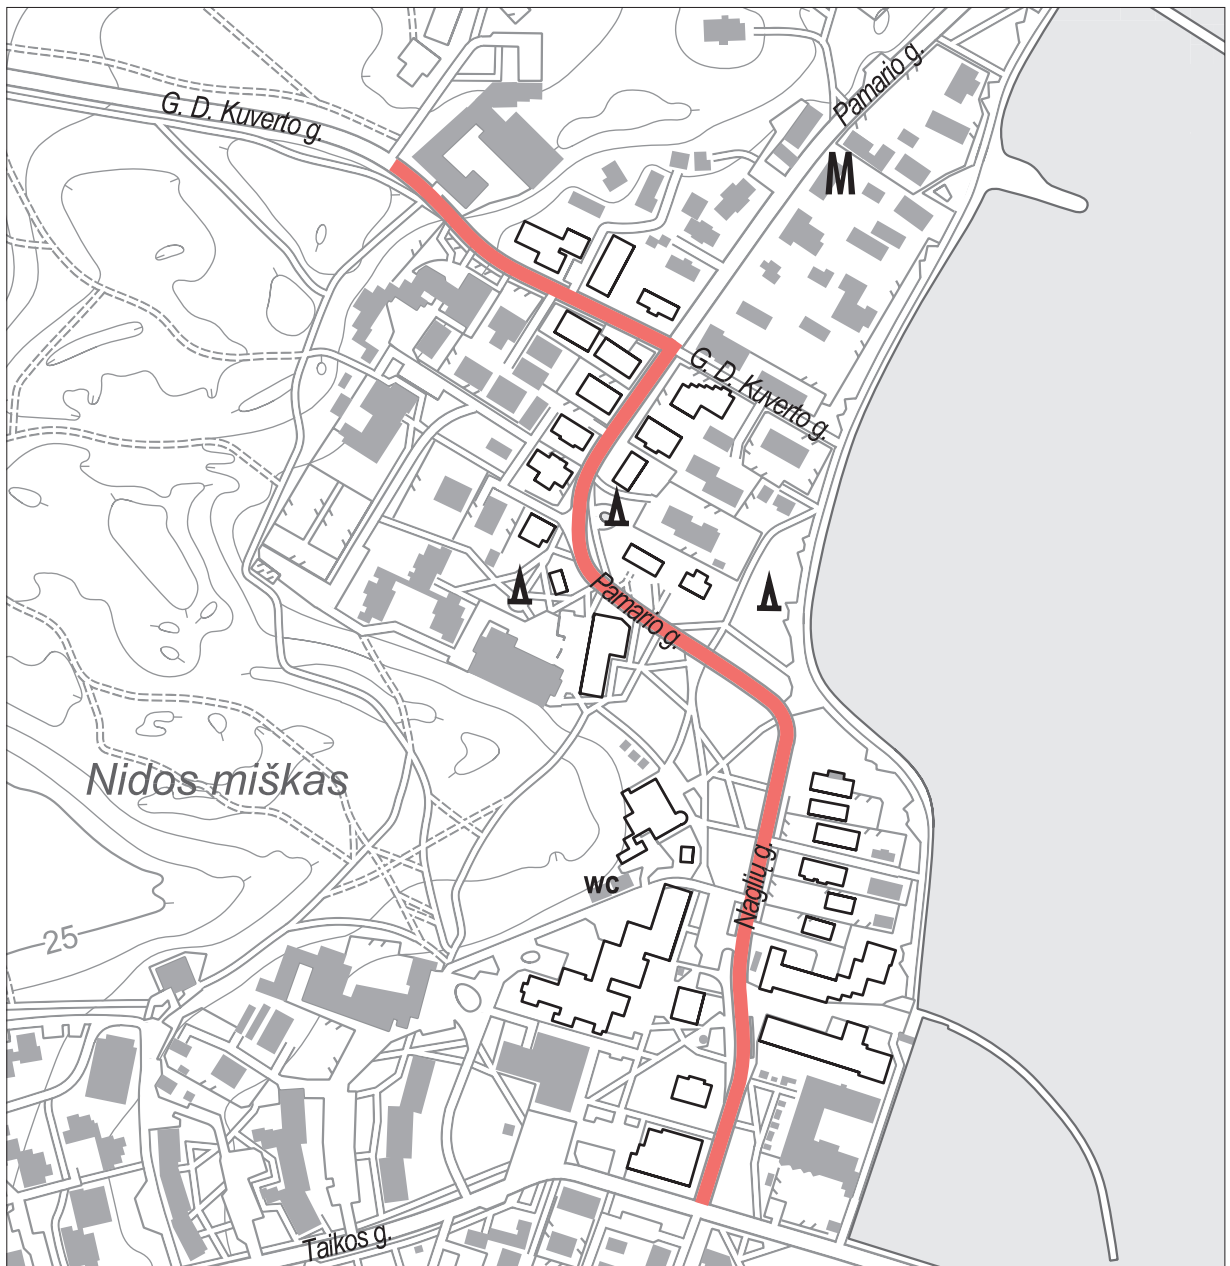 Pamario g.
G. D. Kuverto g.
M
G. D. Kuverto g.
Pamario g.
Nidos miškas
Naglių g.
WC
25
Taikos g.